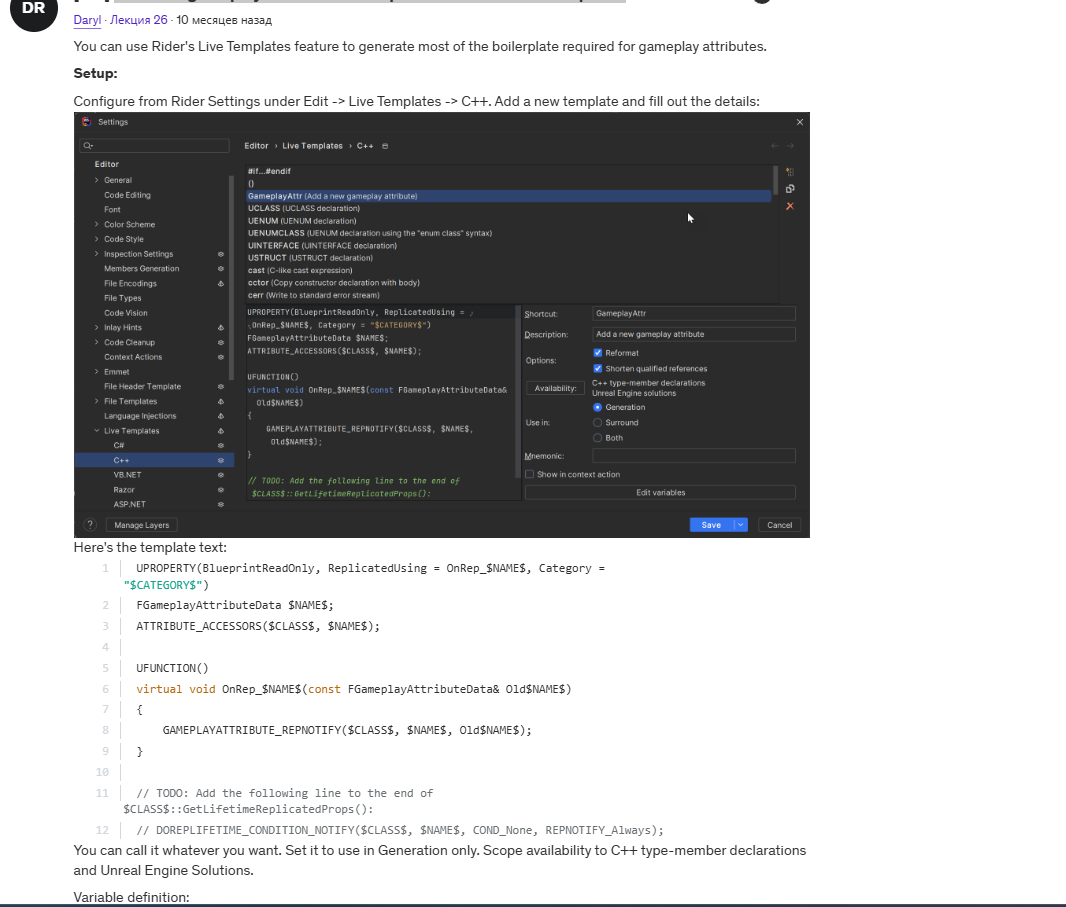 DR
Daryl · Лекция 26 · 10 месяцев назад
You can use Rider's Live Templates feature to generate most of the boilerplate required for gameplay attributes.
Setup:
Configure from Rider Settings under Edit -> Live Templates -> C++. Add a new template and fill out the details:
Settings
Editor › Live Templates › C++
Editor
General
Code Editing
Font
Color Scheme
Code Style
Inspection Settings
Members Generation
File Encodings
File Types
Code Vision
Inlay Hints
Code Cleanup
Context Actions
Emmet
File Header Template
File Templates
Language Injections
Live Templates
C#
C++
VB.NET
Razor
ASP.NET
#if...#endif
()
GameplayAttr (Add a new gameplay attribute)
UCLASS (UCLASS declaration)
UENUM (UENUM declaration)
UENUMCLASS (UENUM declaration using the "enum class" syntax)
UINTERFACE (UINTERFACE declaration)
USTRUCT (USTRUCT declaration)
cast (C-like cast expression)
cctor (Copy constructor declaration with body)
cerr (Write to standard error stream)
UPROPERTY(BlueprintReadOnly, ReplicatedUsing =
OnRep_$NAME$, Category = "$CATEGORY$")
FGameplayAttributeData $NAME$;
ATTRIBUTE_ACCESSORS($CLASS$, $NAME$);
UFUNCTION()
virtual void OnRep_$NAME$(const FGameplayAttributeData&
Old$NAME$)
{
GAMEPLAYATTRIBUTE_REPNOTIFY($CLASS$, $NAME$,
Old$NAME$);
}
// TODO: Add the following line to the end of
$CLASS$::GetLifetimeReplicatedProps():
Shortcut: GameplayAttr
Description: Add a new gameplay attribute
Options:
Reformat
Shorten qualified references
Availability: C++ type-member declarations
Unreal Engine solutions
Use in:
Generation
Surround
Both
Mnemonic:
Show in context action
Edit variables
? Manage Layers Save Cancel
Here's the template text:
1 UPROPERTY(BlueprintReadOnly, ReplicatedUsing = OnRep_$NAME$, Category =
"$CATEGORY$")
2 FGameplayAttributeData $NAME$;
3 ATTRIBUTE_ACCESSORS($CLASS$, $NAME$);
4
5 UFUNCTION()
6 virtual void OnRep_$NAME$(const FGameplayAttributeData& Old$NAME$)
7 {
8 GAMEPLAYATTRIBUTE_REPNOTIFY($CLASS$, $NAME$, Old$NAME$);
9 }
10
11 // TODO: Add the following line to the end of
$CLASS$::GetLifetimeReplicatedProps():
12 // DOREPLIFETIME_CONDITION_NOTIFY($CLASS$, $NAME$, COND_None, REPNOTIFY_Always);
You can call it whatever you want. Set it to use in Generation only. Scope availability to C++ type-member declarations
and Unreal Engine Solutions.
Variable definition: